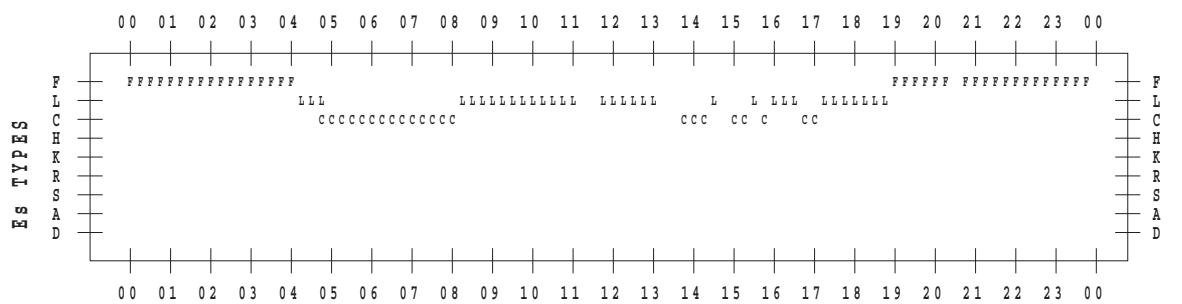 00 01 02 03 04 05 06 07 08 09 10 11 12 13 14 15 16 17 18 19 20 21 22 23 00
F FFFFFFFFFFFFFFFFF FFFFFF FFFFFFFFFFFFF F
L LLL LLLLLLLLLLLL LLLLLL L L LLL LLLLLLL L
C CCCCCCCCCCCCCC CCC CC C CC C
H H
K K
R R
S S
A A
D D
Es TYPES
00 01 02 03 04 05 06 07 08 09 10 11 12 13 14 15 16 17 18 19 20 21 22 23 00